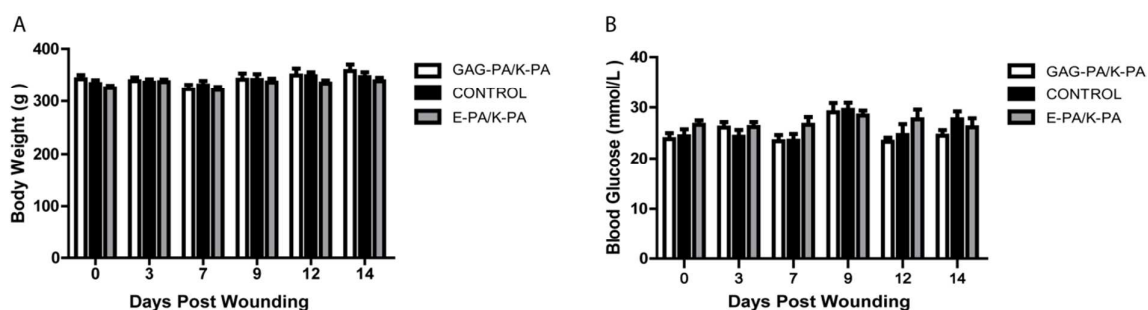 A
Body Weight (g )
400
300
200
100
0
0 3 7 9 12 14
Days Post Wounding
GAG-PA/K-PA
CONTROL
E-PA/K-PA
B
Blood Glucose (mmol/L )
40
30
20
10
0
0 3 7 9 12 14
Days Post Wounding
GAG-PA/K-PA
CONTROL
E-PA/K-PA